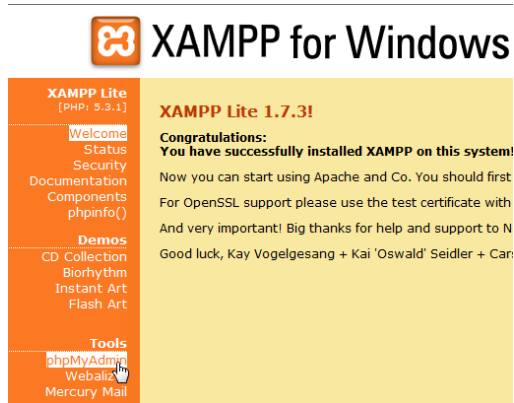 XAMPP for Windows
XAMPP Lite
[PHP: 5.3.1]
Welcome
Status
Security
Documentation
Components
phpinfo()
Demos
CD Collection
Biorhythm
Instant Art
Flash Art
Tools
phpMyAdmin
Mercury Mail
XAMPP Lite 1.7.3!
Congratulations:
You have successfully installed XAMPP on this system!
Now you can start using Apache and Co. You should first
For OpenSSL support please use the test certificate with
And very important! Big thanks for help and support to
Good luck, Kay Vogelgesang + Kai 'Oswald' Seidler +